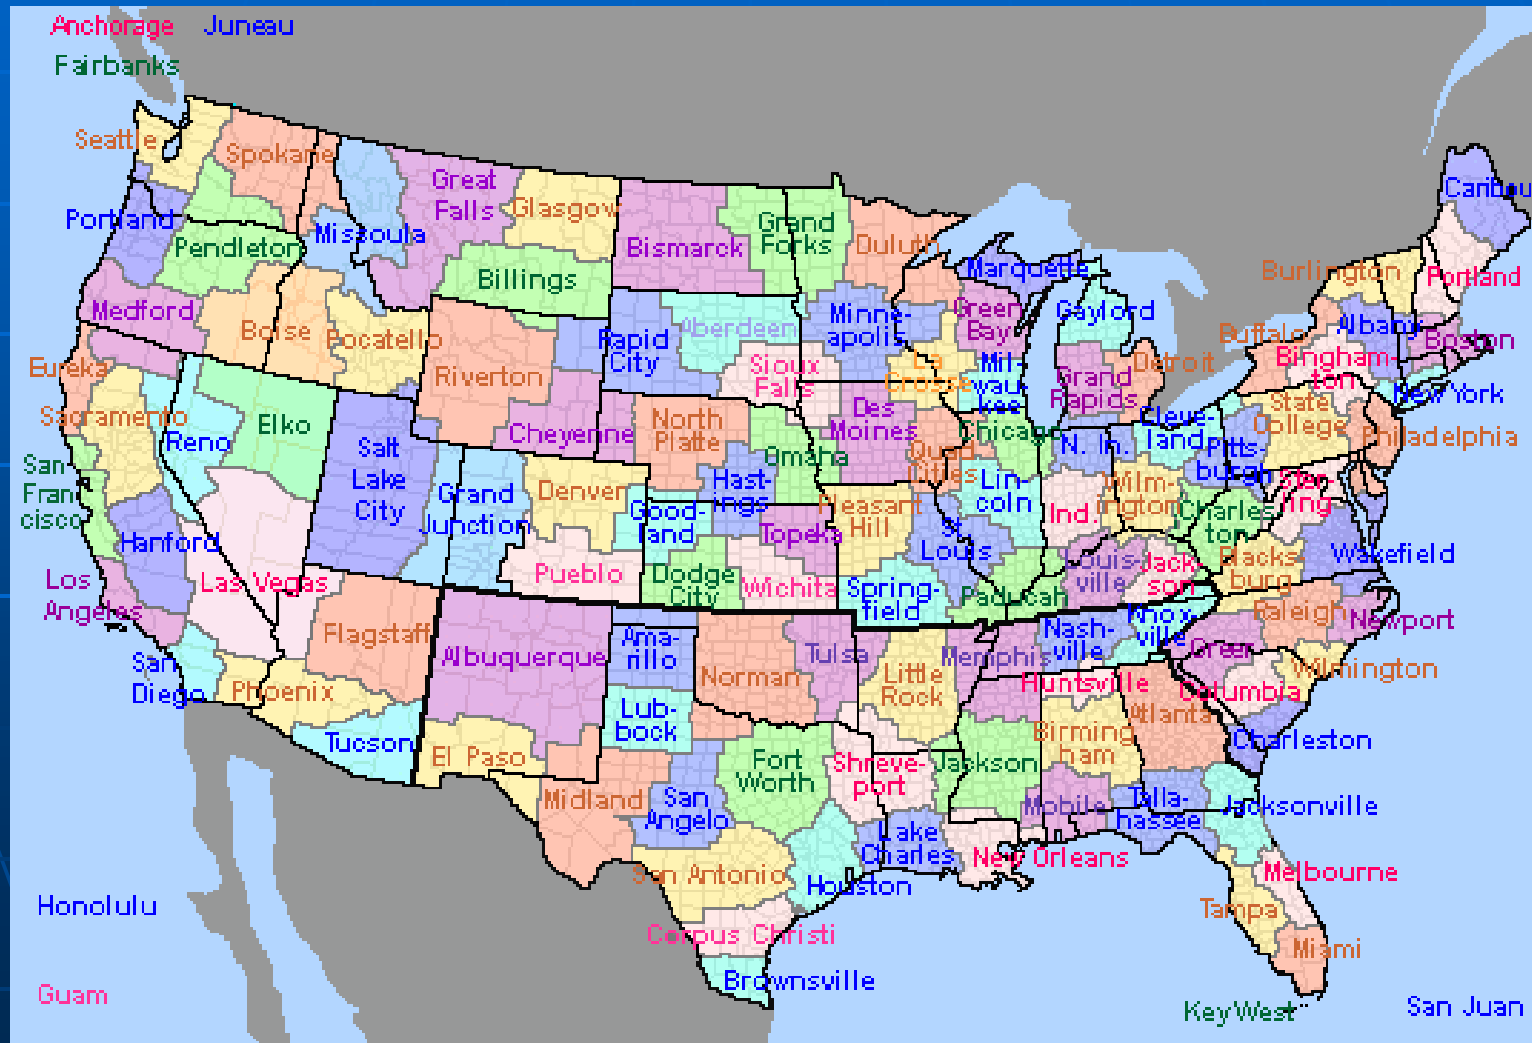 Anchorage Juneau
Fairbanks
Seattle
Spokane
Great
Falls
Glasgow
Portland
Missoula
Pendleton
Billings
Bismarck
Grand
Forks
Duluth
Caribou
Marquette
Burlington
Portland
Medford
Boise
Pocatello
Rapid
City
Aberdeen
Minne-
apolis
Green
Bay
Gaylord
Buffalo
Albany
Boston
Eureka
Riverton
Sioux
Falls
La
Crosse
Mil
wau-
kee
Grand
Rapids
Detroit
Bingham-
ton
New York
Sacramento
Reno
Elko
Salt
Lake
City
Cheyenne
North
Platte
Omaha
Des
Moines
Quad
Cities
Chicago
N. In.
Cleve-
land
Pitts-
burgh
State
College
Philadelphia
San
Fran
cisco
Hanford
Grand
Junction
Denver
Good-
land
Hast-
ings
Topeka
Pleasant
Hill
St.
Louis
Lin-
coln
Ind.
Wilm-
ington
Charles
ton
Ster-
ling
Los
Angeles
Las Vegas
Pueblo
Dodge
City
Wichita
Spring-
field
Paducah
Louis-
ville
Jack
son
Blacks-
burg
Wakefield
San
Diego
Flagstaff
Phoenix
Tucson
Albuquerque
Ama-
rillo
Norman
Tulsa
Little
Rock
Memphis
Nash-
ville
Knox
ville
Greer
Raleigh
Newport
Wilmington
El Paso
Lub-
bock
Huntsville
Columbia
Atlanta
Birming
ham
Charleston
Midland
San
Angelo
Fort
Worth
Shreve-
port
Jackson
Mobile
Talla-
hassee
Jacksonville
San Antonio
Houston
Lake
Charles
New Orleans
Melbourne
Tampa
Honolulu
Corpus Christi
Miami
Guam
Brownsville
Key West
San Juan